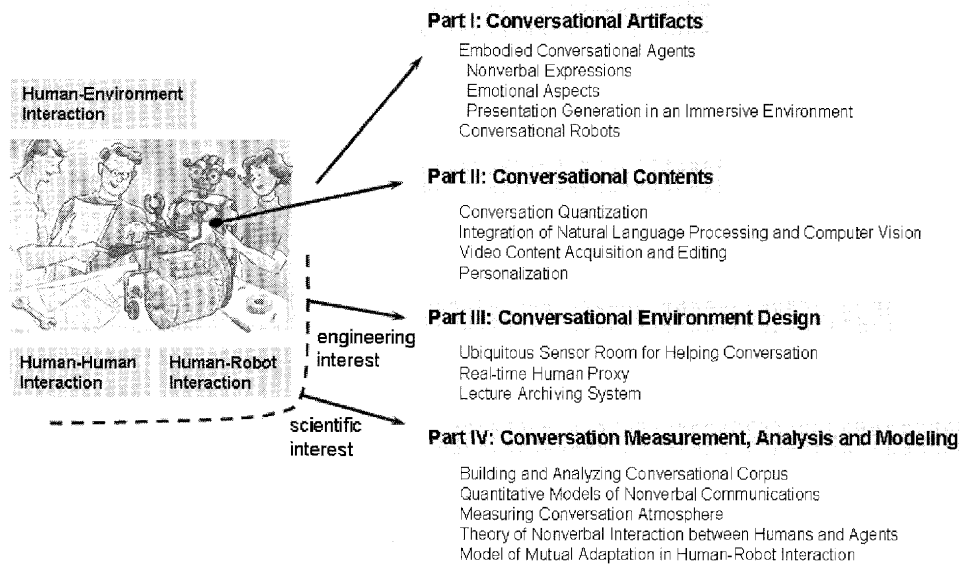 Part I: Conversational Artifacts
Embodied Conversational Agents
Nonverbal Expressions
Emotional Aspects
Presentation Generation in an Immersive Environment
Conversational Robots
Human-Environment
Interaction
Part II: Conversational Contents
Conversation Quantization
Integration of Natural Language Processing and Computer Vision
Video Content Acquisition and Editing
Personalization
Part III: Conversational Environment Design
Ubiquitous Sensor Room for Helping Conversation
Real-time Human Proxy
Lecture Archiving System
engineering
interest
Human-Human
Interaction
Human-Robot
Interaction
scientific
interest
Part IV: Conversation Measurement, Analysis and Modeling
Building and Analyzing Conversational Corpus
Quantitative Models of Nonverbal Communications
Measuring Conversation Atmosphere
Theory of Nonverbal Interaction between Humans and Agents
Model of Mutual Adaptation in Human-Robot Interaction